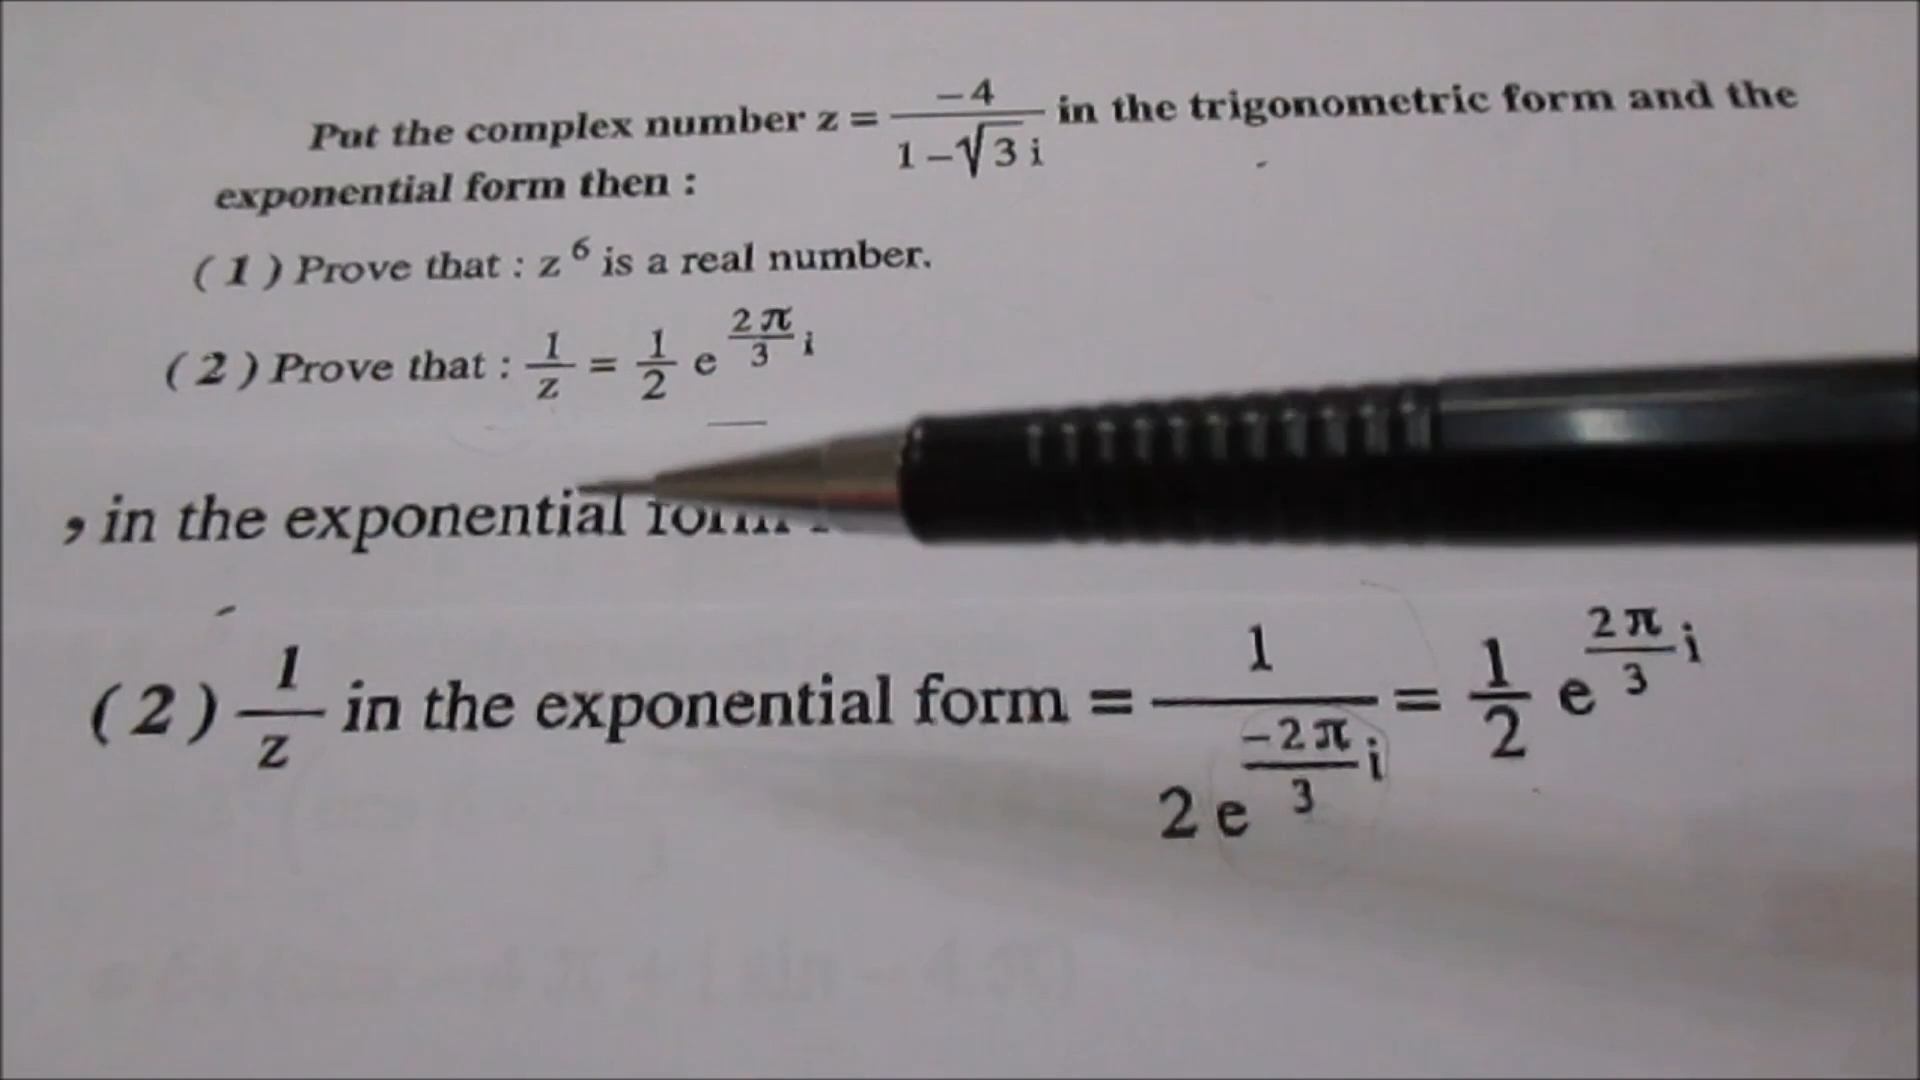 Put the complex number z = -4 / (1 - √3 i) in the trigonometric form and the
exponential form then :
( 1 ) Prove that : z⁶ is a real number.
( 2 ) Prove that : 1/z = 1/2 e^(2π/3 i)
, in the exponential
( 2 ) 1/z in the exponential form = 1 / (2 e^(-2π/3 i)) = 1/2 e^(2π/3 i)